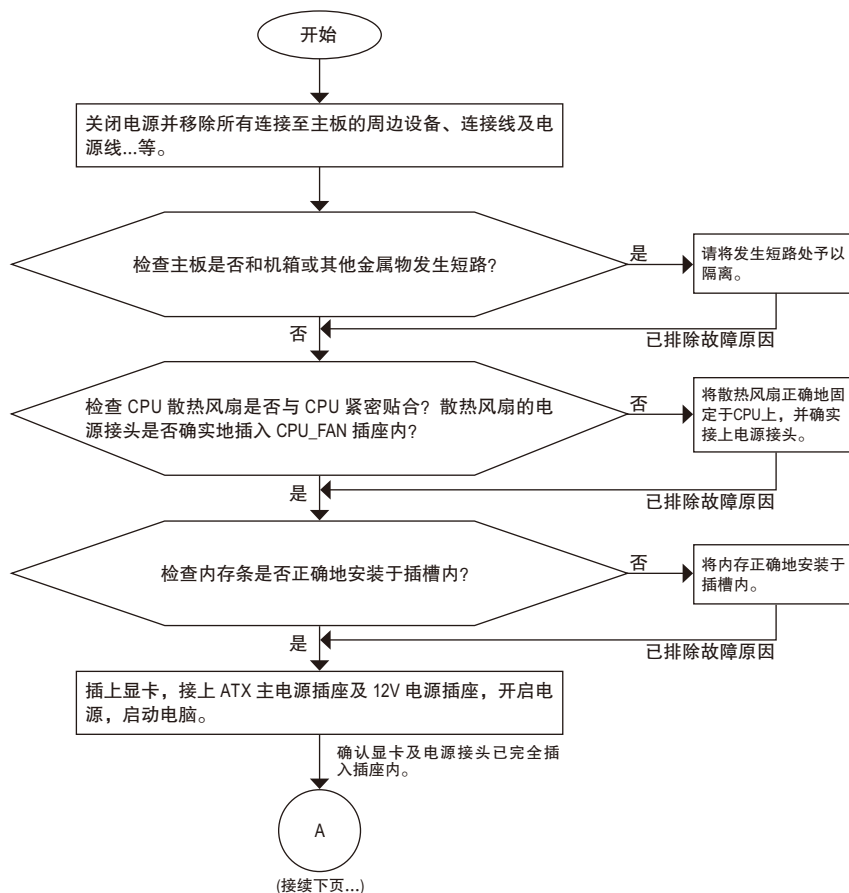 开始
关闭电源并移除所有连接至主板的周边设备、连接线及电
源线...等。
检查主板是否和机箱或其他金属物发生短路?
是
请将发生短路处予以
隔离。
否
已排除故障原因
检查 CPU 散热风扇是否与 CPU 紧密贴合? 散热风扇的电
源接头是否确实地插入 CPU_FAN 插座内?
否
将散热风扇正确地固
定于CPU上, 并确实
接上电源接头。
是
已排除故障原因
检查内存条是否正确地安装于插槽内?
否
将内存正确地安装于
插槽内。
是
已排除故障原因
插上显卡, 接上 ATX 主电源插座及 12V 电源插座, 开启电
源, 启动电脑。
确认显卡及电源接头已完全插
入插座内。
A
(接续下页...)